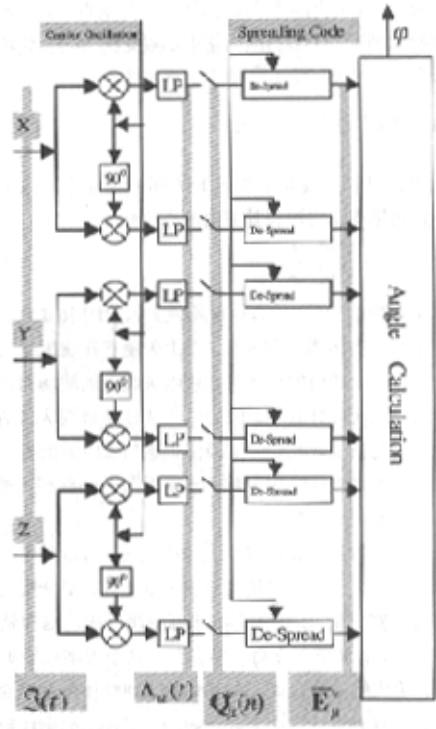 Carrier Oscillation
Spreading Code
φ
De-Spread
LP
X
90°
LP
De-Spread
LP
De-Spread
Y
90°
LP
De-Spread
LP
De-Spread
Z
90°
LP
De-Spread
Angle Calculation
ℑ(t)
(n)